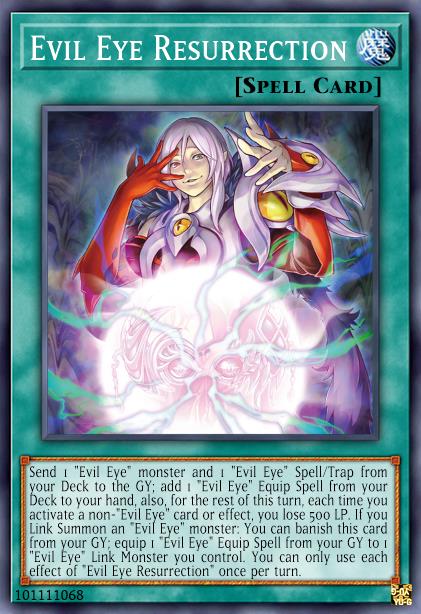 EVIL EYE RESURRECTION 魔
[SPELL CARD]
Send 1 "Evil Eye" monster and 1 "Evil Eye" Spell/Trap from
your Deck to the GY; add 1 "Evil Eye" Equip Spell from your
Deck to your hand, also, for the rest of this turn, each time you
activate a non-"Evil Eye" card or effect, you lose 500 LP. If you
Link Summon an "Evil Eye" monster: You can banish this card
from your GY; equip 1 "Evil Eye" Equip Spell from your GY to 1
"Evil Eye" Link Monster you control. You can only use each
effect of "Evil Eye Resurrection" once per turn.
101111068